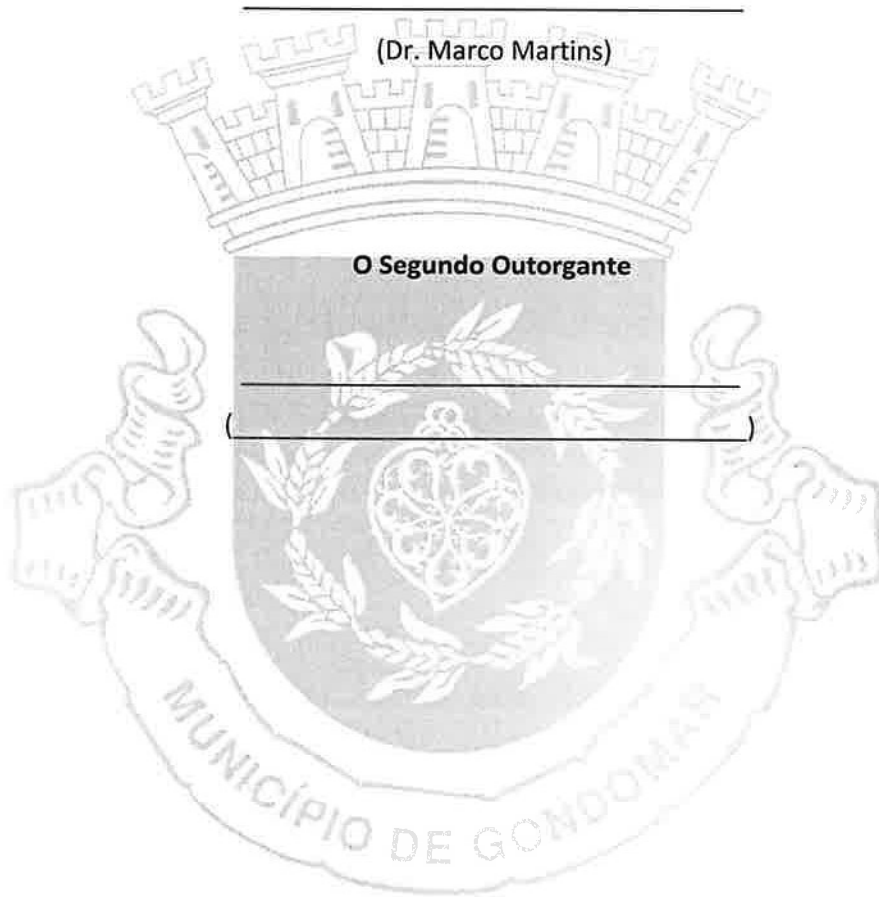 (Dr. Marco Martins)
O Segundo Outorgante
( )
MUNICÍPIO DE GONDOMAR